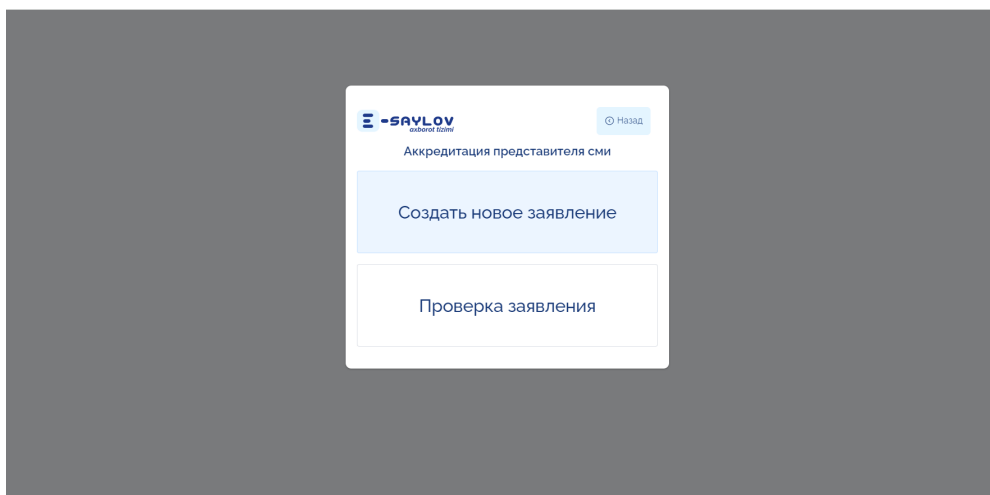 E-SAYLOV
axborot tizimi
Назад
Аккредитация представителя сми
Создать новое заявление
Проверка заявления